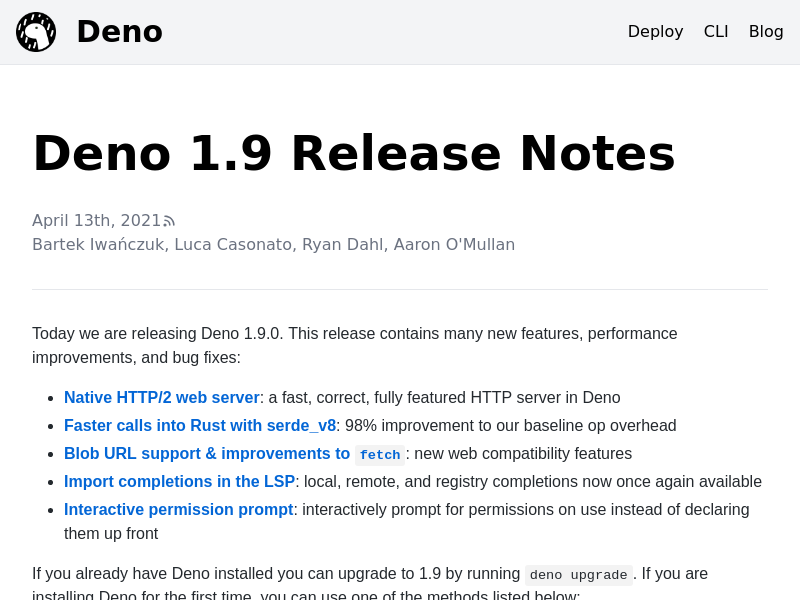 Deno
Deploy CLI Blog
Deno 1.9 Release Notes
April 13th, 2021
Bartek Iwańczuk, Luca Casonato, Ryan Dahl, Aaron O'Mullan
Today we are releasing Deno 1.9.0. This release contains many new features, performance
improvements, and bug fixes:
Native HTTP/2 web server: a fast, correct, fully featured HTTP server in Deno
Faster calls into Rust with serde_v8: 98% improvement to our baseline op overhead
Blob URL support & improvements to fetch: new web compatibility features
Import completions in the LSP: local, remote, and registry completions now once again available
Interactive permission prompt: interactively prompt for permissions on use instead of declaring
them up front
If you already have Deno installed you can upgrade to 1.9 by running deno upgrade. If you are
installing Deno for the first time, you can use one of the methods listed below: